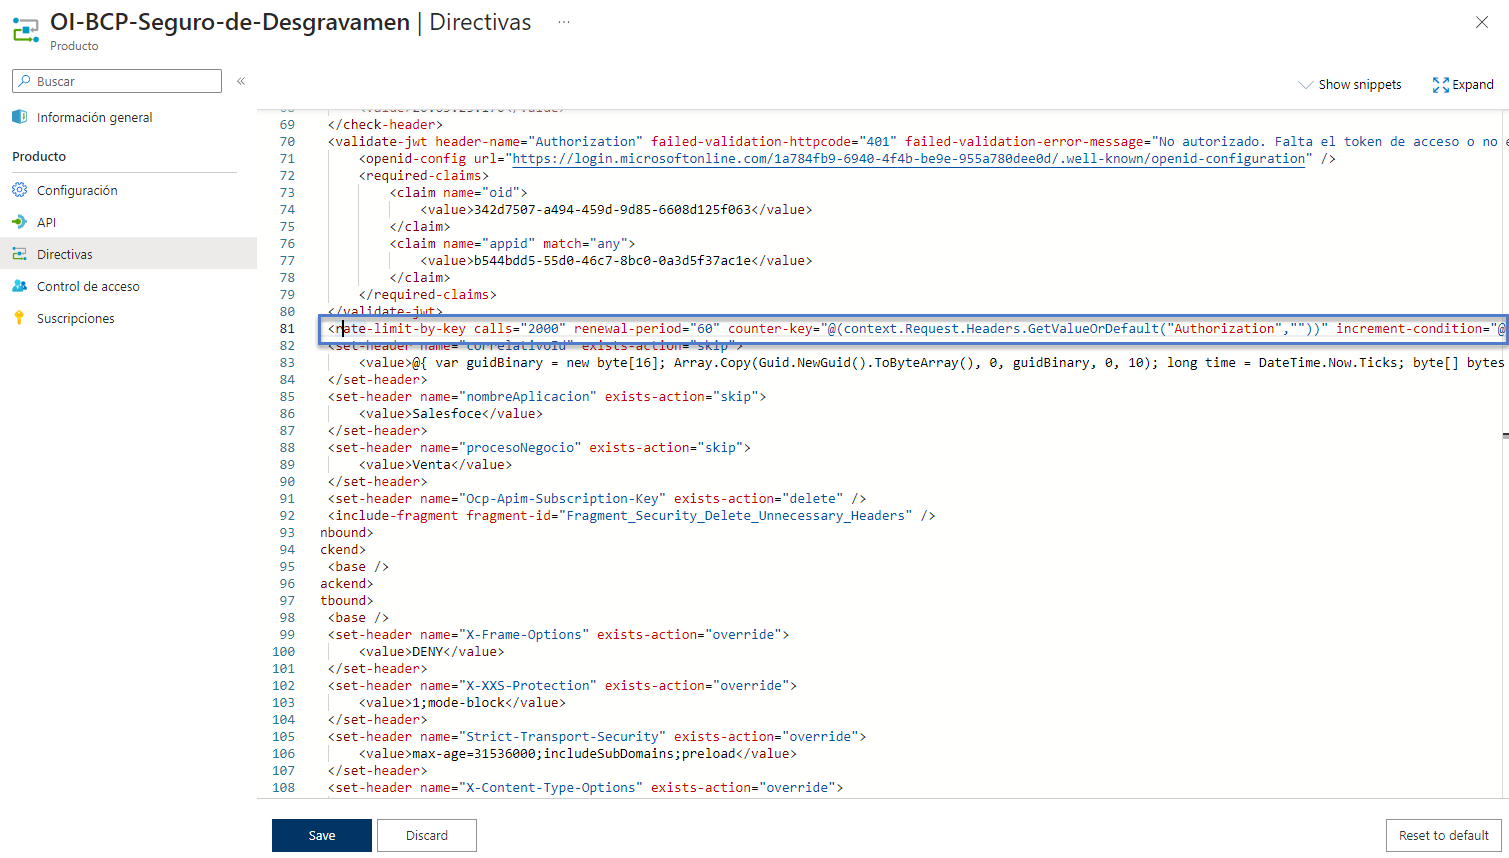 OI-BCP-Seguro-de-Desgravamen | Directivas ...
Producto
Buscar
«
Información general
Producto
Configuración
API
Directivas
Control de acceso
Suscripciones
Show snippets
Expand
69 </check-header>
70 <validate-jwt header-name="Authorization" failed-validation-httpcode="401" failed-validation-error-message="No autorizado. Falta el token de acceso o no e
71 <openid-config url="https://login.microsoftonline.com/1a784fb9-6940-4f4b-be9e-955a780dee0d/.well-known/openid-configuration" />
72 <required-claims>
73 <claim name="oid">
74 <value>342d7507-a494-459d-9d85-6608d125f063</value>
75 </claim>
76 <claim name="appid" match="any">
77 <value>b544bdd5-55d0-46c7-8bc0-0a3d5f37ac1e</value>
78 </claim>
79 </required-claims>
80 </validate-jwt>
81 <rate-limit-by-key calls="2000" renewal-period="60" counter-key="@(context.Request.Headers.GetValueOrDefault("Authorization",""))" increment-condition="@
82 <set-header name="correlativoId" exists-action="skip">
83 <value>@{ var guidBinary = new byte[16]; Array.Copy(Guid.NewGuid().ToByteArray(), 0, guidBinary, 0, 10); long time = DateTime.Now.Ticks; byte[] bytes
84 </set-header>
85 <set-header name="nombreAplicacion" exists-action="skip">
86 <value>Salesfoce</value>
87 </set-header>
88 <set-header name="procesoNegocio" exists-action="skip">
89 <value>Venta</value>
90 </set-header>
91 <set-header name="Ocp-Apim-Subscription-Key" exists-action="delete" />
92 <include-fragment fragment-id="Fragment_Security_Delete_Unnecessary_Headers" />
93 nbound>
94 ckend>
95 <base />
96 ackend>
97 tbound>
98 <base />
99 <set-header name="X-Frame-Options" exists-action="override">
100 <value>DENY</value>
101 </set-header>
102 <set-header name="X-XXS-Protection" exists-action="override">
103 <value>1;mode-block</value>
104 </set-header>
105 <set-header name="Strict-Transport-Security" exists-action="override">
106 <value>max-age=31536000;includeSubDomains;preload</value>
107 </set-header>
108 <set-header name="X-Content-Type-Options" exists-action="override">
Save
Discard
Reset to default